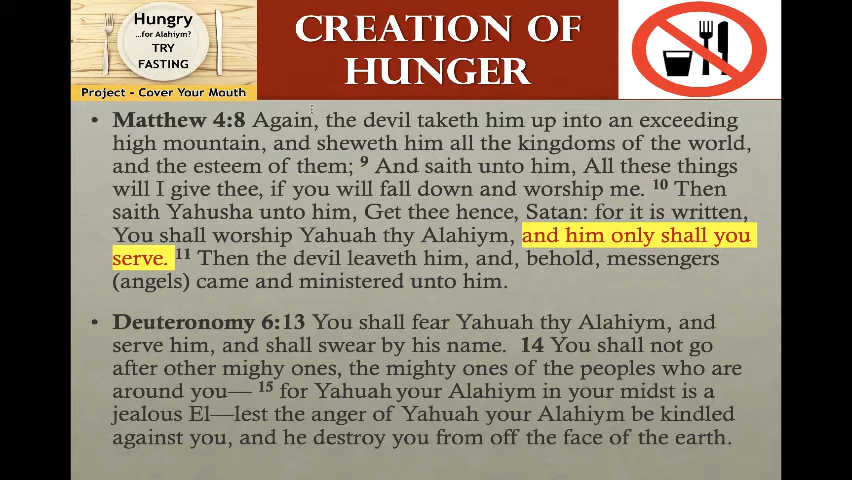 Hungry
...for Alahiym?
TRY
FASTING
Project - Cover Your Mouth
CREATION OF
HUNGER
• Matthew 4:8 Again, the devil taketh him up into an exceeding
high mountain, and sheweth him all the kingdoms of the world,
and the esteem of them; 9 And saith unto him, All these things
will I give thee, if you will fall down and worship me. 10 Then
saith Yahusha unto him, Get thee hence, Satan: for it is written,
You shall worship Yahuah thy Alahiym, and him only shall you
serve. 11 Then the devil leaveth him, and, behold, messengers
(angels) came and ministered unto him.
• Deuteronomy 6:13 You shall fear Yahuah thy Alahiym, and
serve him, and shall swear by his name. 14 You shall not go
after other mighy ones, the mighty ones of the peoples who are
around you— 15 for Yahuah your Alahiym in your midst is a
jealous El—lest the anger of Yahuah your Alahiym be kindled
against you, and he destroy you from off the face of the earth.